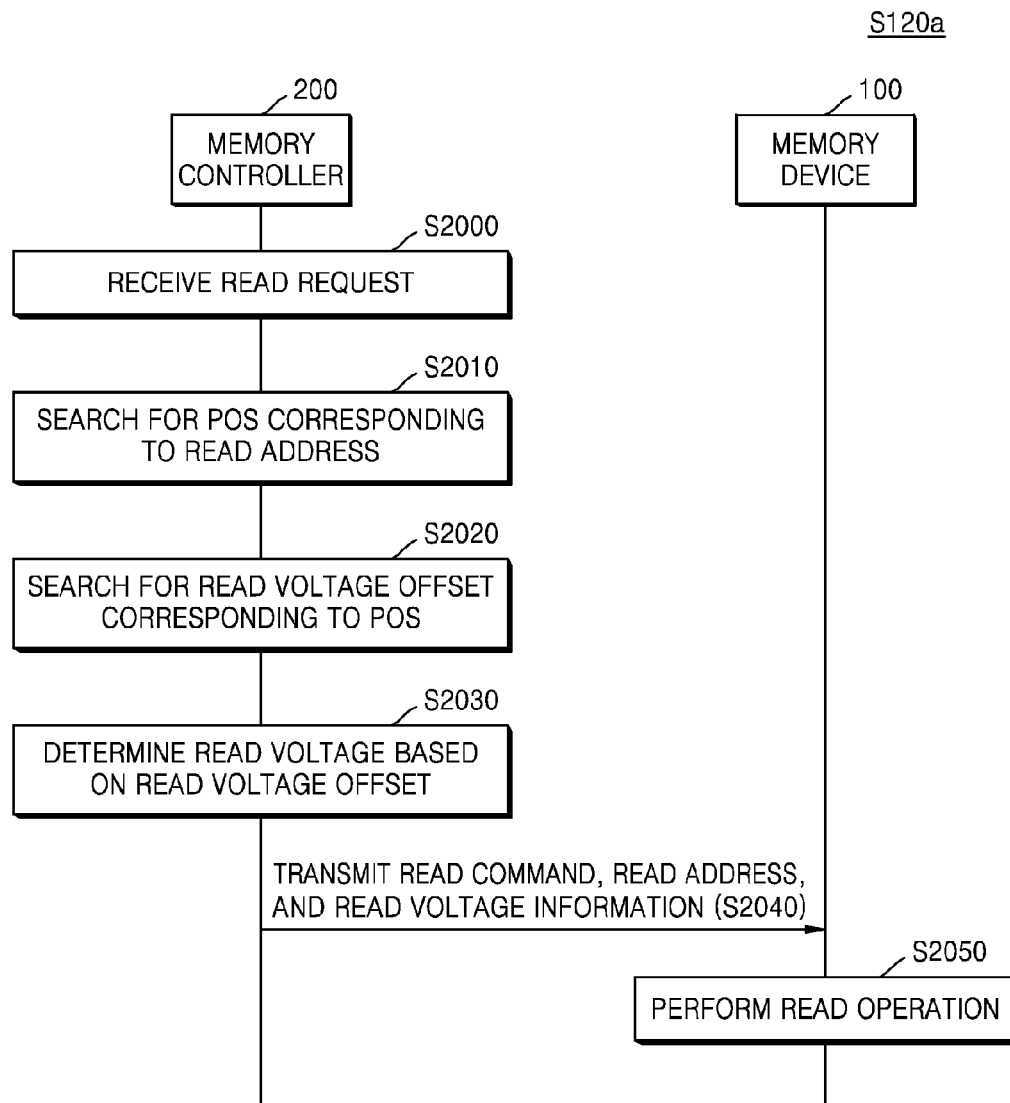 S120a
200
100
MEMORY
CONTROLLER
MEMORY
DEVICE
S2000
RECEIVE READ REQUEST
S2010
SEARCH FOR POS CORRESPONDING
TO READ ADDRESS
S2020
SEARCH FOR READ VOLTAGE OFFSET
CORRESPONDING TO POS
S2030
DETERMINE READ VOLTAGE BASED
ON READ VOLTAGE OFFSET
TRANSMIT READ COMMAND, READ ADDRESS,
AND READ VOLTAGE INFORMATION (S2040)
S2050
PERFORM READ OPERATION